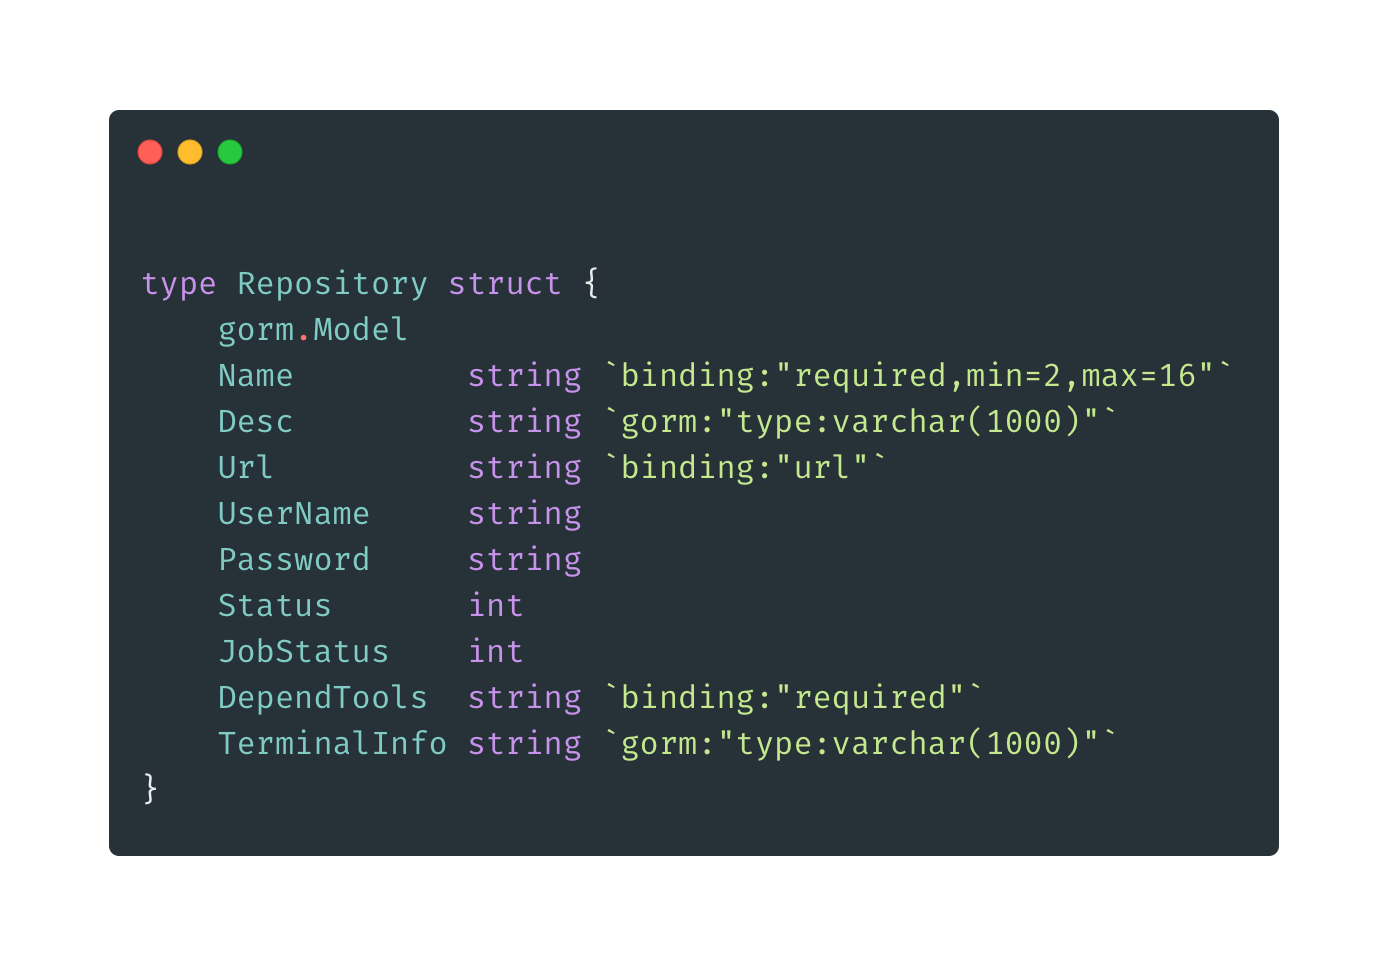 type Repository struct {
    gorm.Model
    Name         string `binding:"required,min=2,max=16"`
    Desc         string `gorm:"type:varchar(1000)"`
    Url          string `binding:"url"`
    UserName     string
    Password     string
    Status       int
    JobStatus    int
    DependTools  string `binding:"required"`
    TerminalInfo string `gorm:"type:varchar(1000)"`
}